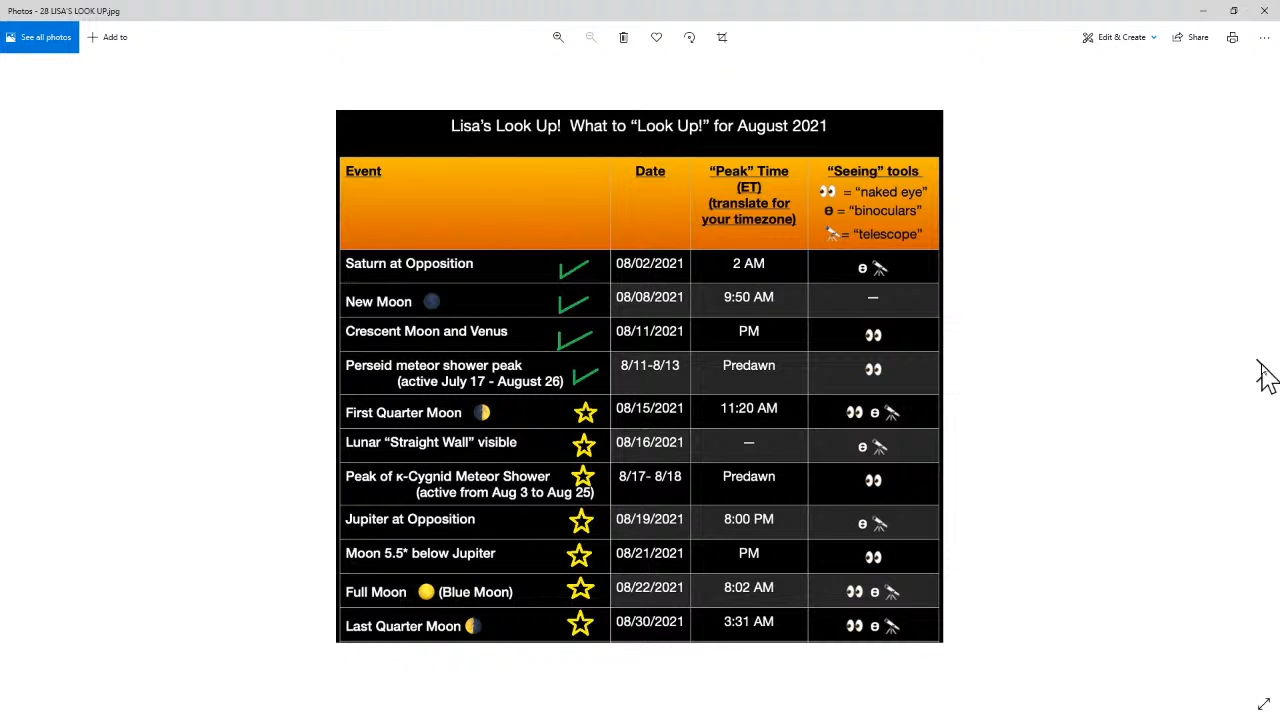 Photos - 2B LISA'S LOOK UP.jpg
See all photos
Add to
Edit & Create
Share
Lisa's Look Up! What to “Look Up!” for August 2021
Event
Date
“Peak” Time
(ET)
(translate for
your timezone)
“Seeing” tools
👀 = “naked eye”
ɵ = “binoculars”
🔭 = “telescope”
Saturn at Opposition 08/02/2021 2 AM ɵ 🔭
New Moon 🌑 08/08/2021 9:50 AM —
Crescent Moon and Venus 08/11/2021 PM 👀
Perseid meteor shower peak 8/11-8/13 Predawn 👀
(active July 17 - August 26)
First Quarter Moon 🌓 08/15/2021 11:20 AM 👀 ɵ 🔭
Lunar “Straight Wall” visible 08/16/2021 — ɵ 🔭
Peak of κ-Cygnid Meteor Shower 8/17- 8/18 Predawn 👀
(active from Aug 3 to Aug 25)
Jupiter at Opposition 08/19/2021 8:00 PM ɵ 🔭
Moon 5.5* below Jupiter 08/21/2021 PM 👀
Full Moon 🌕 (Blue Moon) 08/22/2021 8:02 AM 👀 ɵ 🔭
Last Quarter Moon 🌗 08/30/2021 3:31 AM 👀 ɵ 🔭